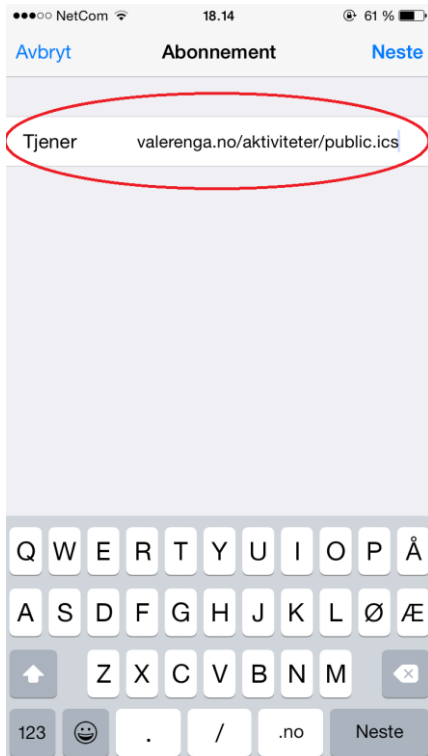 NetCom 18.14 61 %
Avbryt Abonnement Neste
Tjener valerenga.no/aktiviteter/public.ics
Q W E R T Y U I O P Å
A S D F G H J K L Ø Æ
Z X C V B N M
123 . / .no Neste